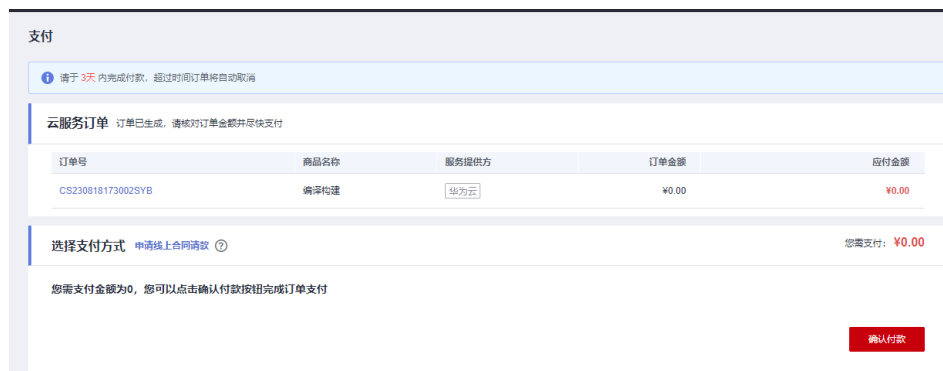 支付
请于 3天 内完成付款，超过时间订单将自动取消
云服务订单 订单已生成，请核对订单金额并尽快支付
订单号 商品名称 服务提供方 订单金额 应付金额
CS230818173002SYB 编译构建 华为云 ¥0.00 ¥0.00
选择支付方式 申请线上合同请款 ? 您需支付：¥0.00
您需支付金额为0，您可以点击确认付款按钮完成订单支付
确认付款